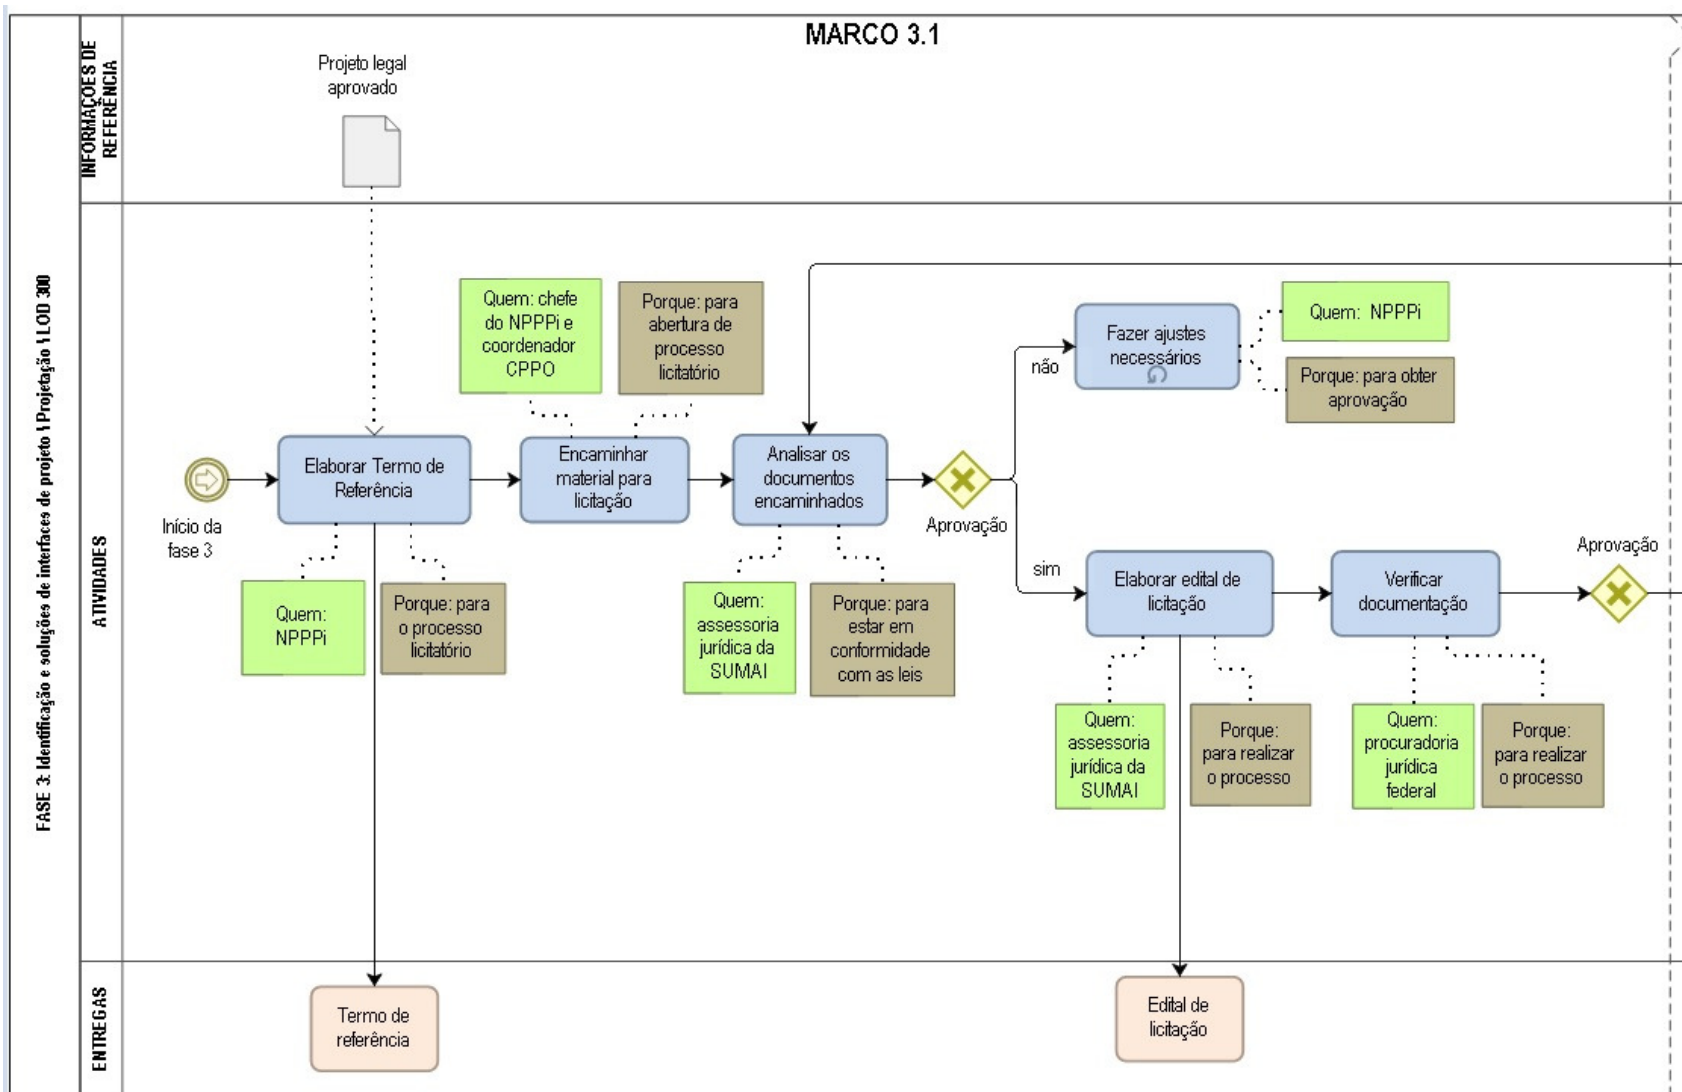 MARCO 3.1
FASE 3: Identificação e soluções de interfaces de projeto \ Projetação \ LOD 300
INFORMAÇOES DE
REFERÊNCIA
Projeto legal
aprovado
ATIVIDADES
Início da
fase 3
Elaborar Termo de
Referência
Quem:
NPPPi
Porque: para
o processo
licitatório
Quem: chefe
do NPPPi e
coordenador
CPPO
Porque: para
abertura de
processo
licitatório
Encaminhar
material para
licitação
Analisar os
documentos
encaminhados
Quem:
assessoria
jurídica da
SUMAI
Porque: para
estar em
conformidade
com as leis
Aprovação
não
Fazer ajustes
necessários
Quem: NPPPi
Porque: para obter
aprovação
sim
Elaborar edital de
licitação
Quem:
assessoria
jurídica da
SUMAI
Porque:
para realizar
o processo
Verificar
documentação
Quem:
procuradoria
jurídica
federal
Porque:
para realizar
o processo
Aprovação
ENTREGAS
Termo de
referência
Edital de
licitação